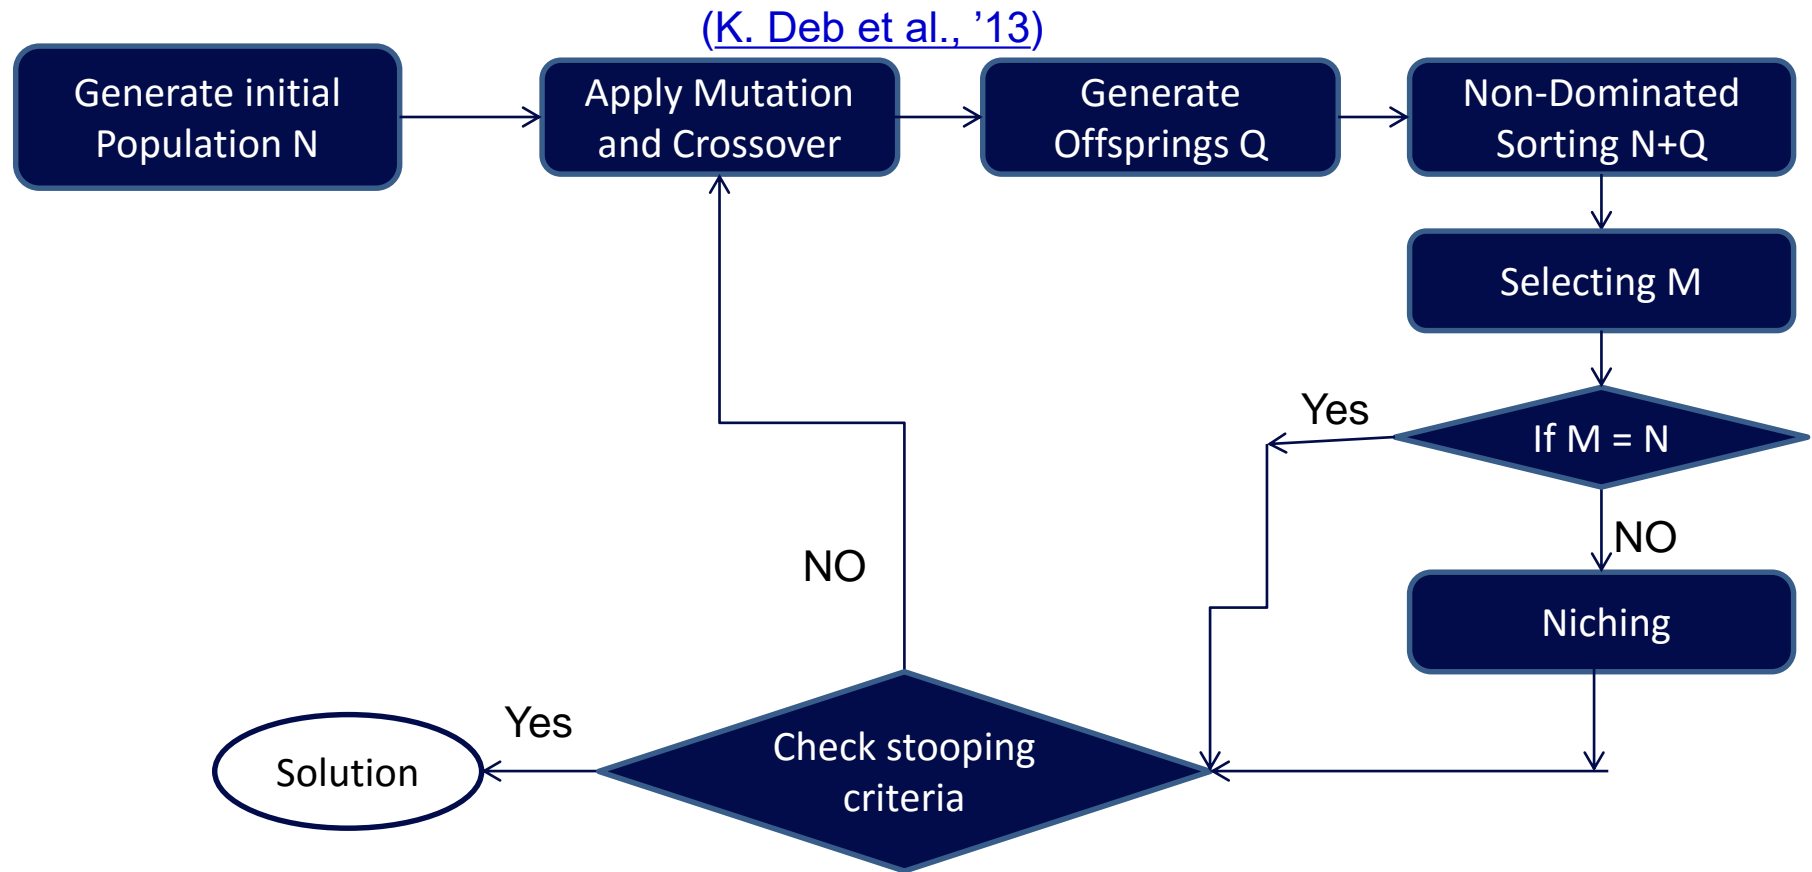 (K. Deb et al., ’13)
Generate initial
Population N
Apply Mutation
and Crossover
Generate
Offsprings Q
Non-Dominated
Sorting N+Q
Selecting M
If M = N
Yes
NO
Niching
Check stooping
criteria
NO
Yes
Solution